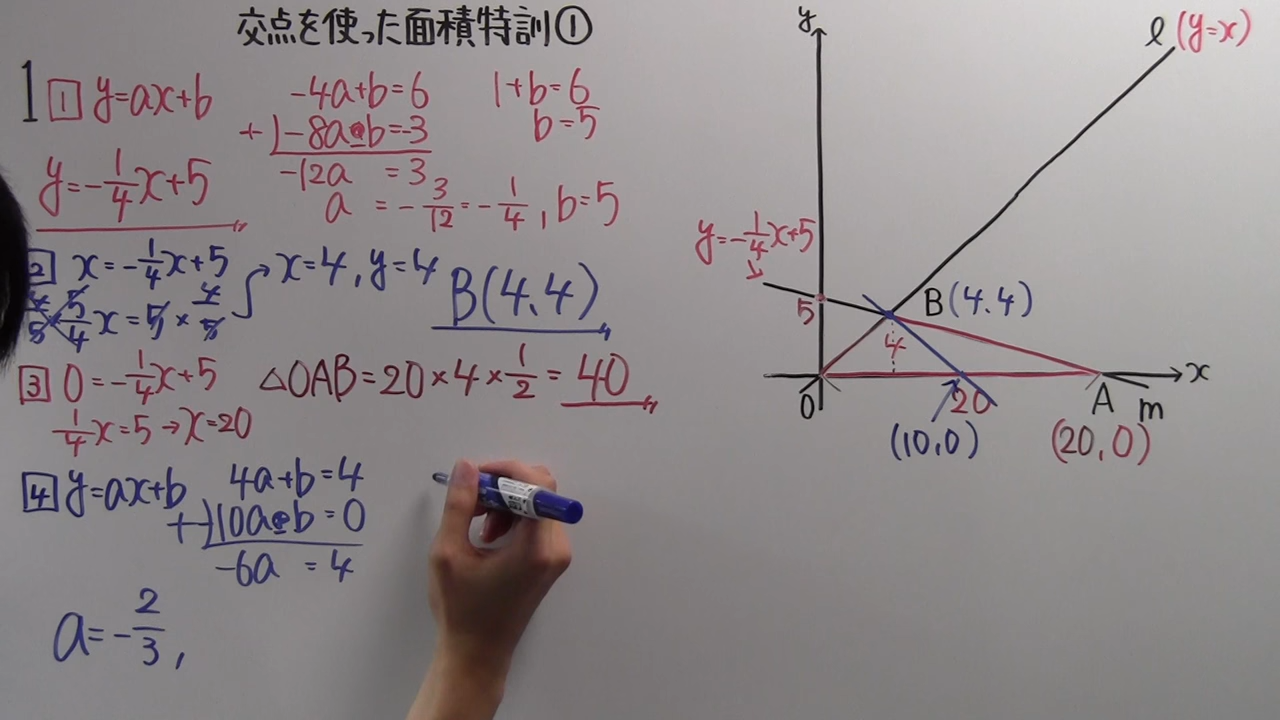 交点を使った面積特訓①
1
1 y=ax+b
-4a+b=6
+)-8a-b=-3
-12a =3
a =-3/12=-1/4, b=5
1+b=6
b=5
y=-1/4x+5
2 x=-1/4x+5
4/5×5/4x=5×4/5
x=4, y=4
B(4.4)
3 0=-1/4x+5
1/4x=5→x=20
△OAB=20×4×1/2=40
4 y=ax+b
4a+b=4
+)-10a-b=0
-6a =4
a=-2/3,
y
ℓ(y=x)
y=-1/4x+5
5
B(4.4)
4
x
0
20
A
m
(10,0)
(20,0)